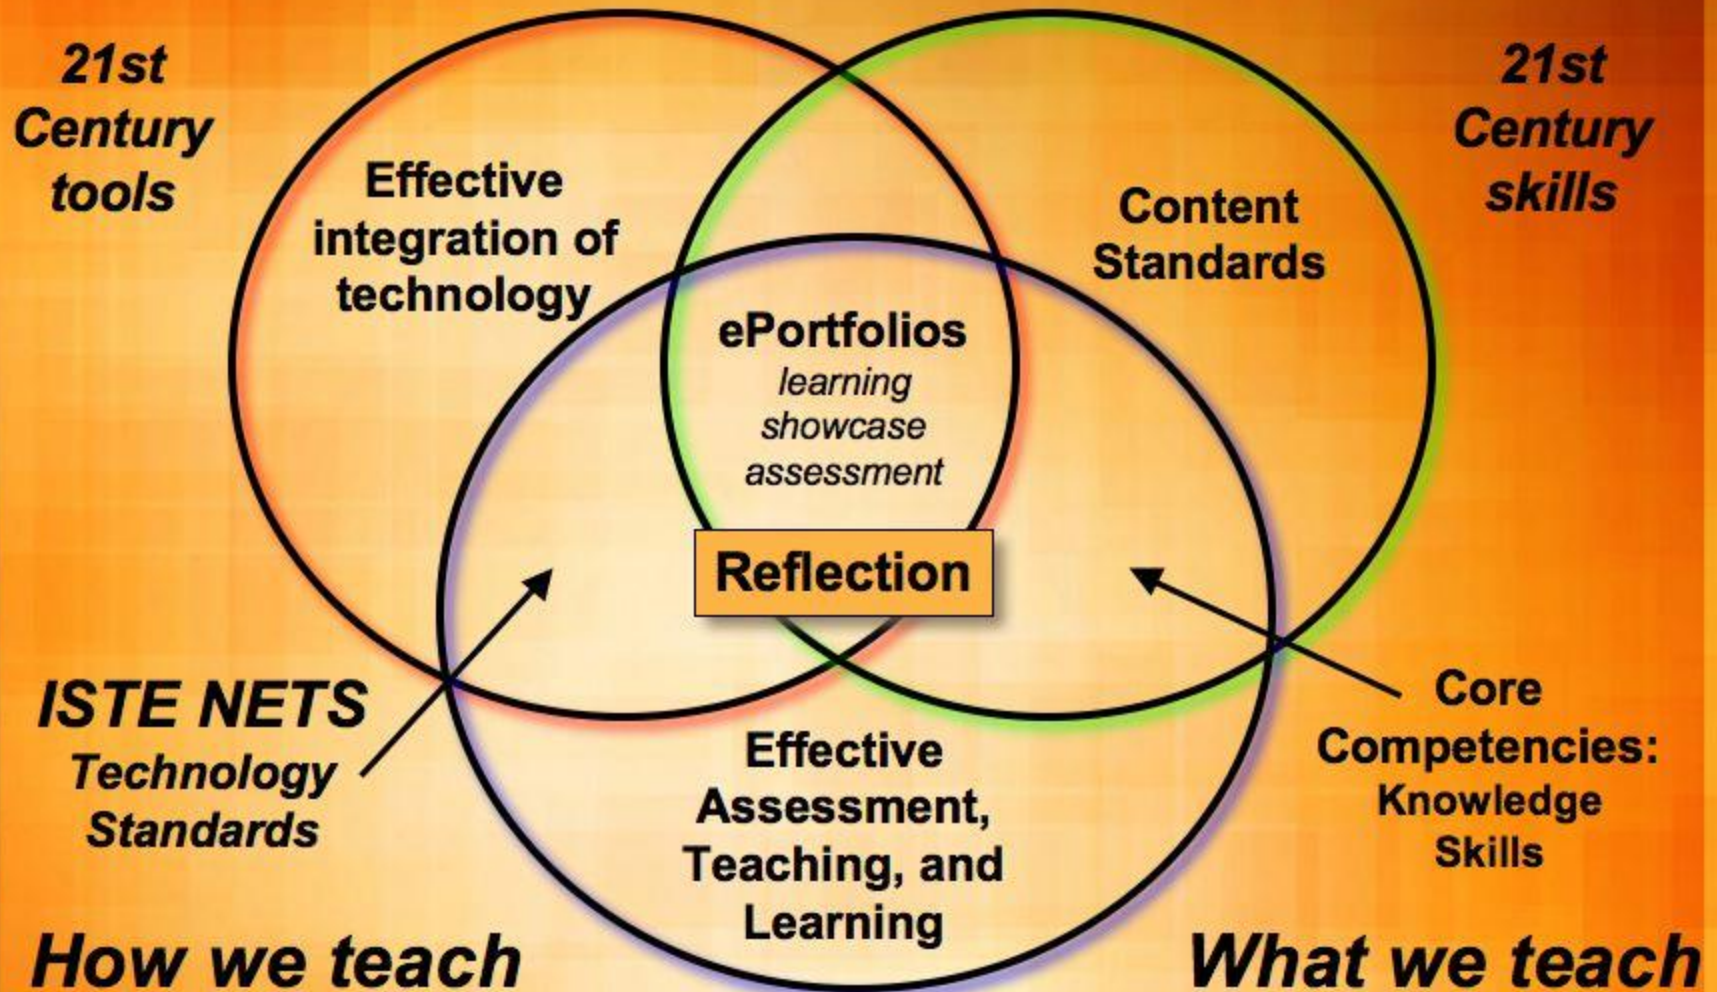 21st
Century
tools
21st
Century
skills
Effective
integration of
technology
Content
Standards
ePortfolios
learning
showcase
assessment
Reflection
ISTE NETS
Technology
Standards
Core
Competencies:
Knowledge
Skills
Effective
Assessment,
Teaching, and
Learning
How we teach
What we teach